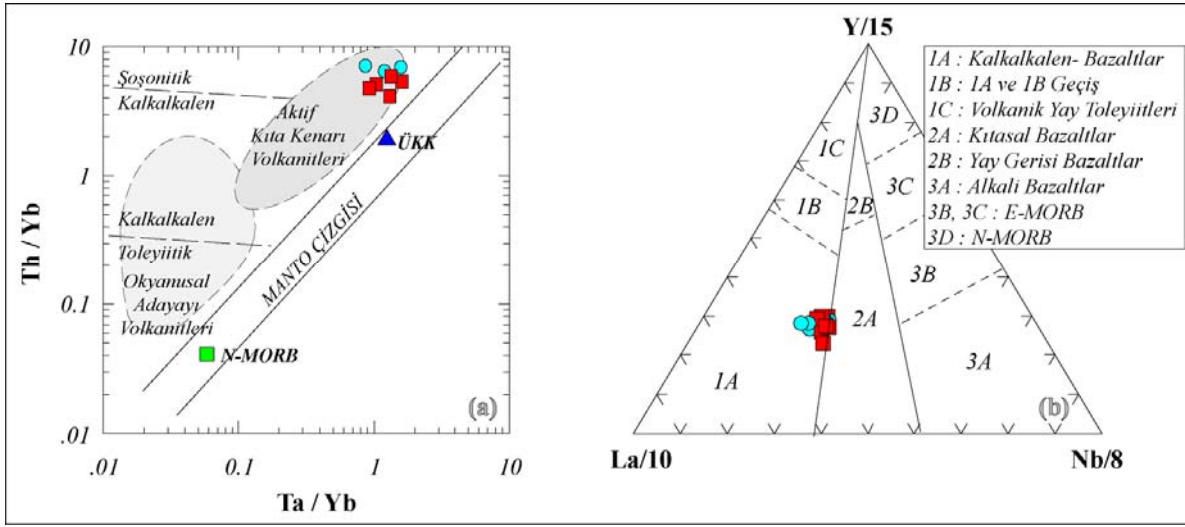 10
Şoşonitik
Kalkalkalen
Aktif
Kıta Kenarı
Volkanitleri
ÜKK
1
Th / Yb
Kalkalkalen
Toleyiitik
Okyanusal
Adayayı
Volkanitleri
MANTO ÇİZGİSİ
0.1
N-MORB
(a)
.01
.01
0.1
1
10
Ta / Yb
Y/15
1A : Kalkalkalen- Bazaltlar
1B : 1A ve 1B Geçiş
1C : Volkanik Yay Toleyiitleri
2A : Kıtasal Bazaltlar
2B : Yay Gerisi Bazaltlar
3A : Alkali Bazaltlar
3B, 3C : E-MORB
3D : N-MORB
3D
1C
3C
1B
2B
3B
2A
1A
3A
(b)
La/10
Nb/8